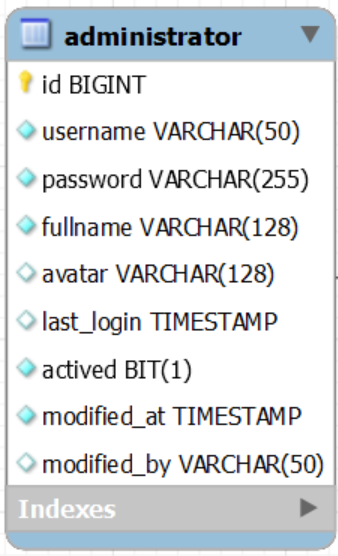 administrator
id BIGINT
username VARCHAR(50)
password VARCHAR(255)
fullname VARCHAR(128)
avatar VARCHAR(128)
last_login TIMESTAMP
actived BIT(1)
modified_at TIMESTAMP
modified_by VARCHAR(50)
Indexes